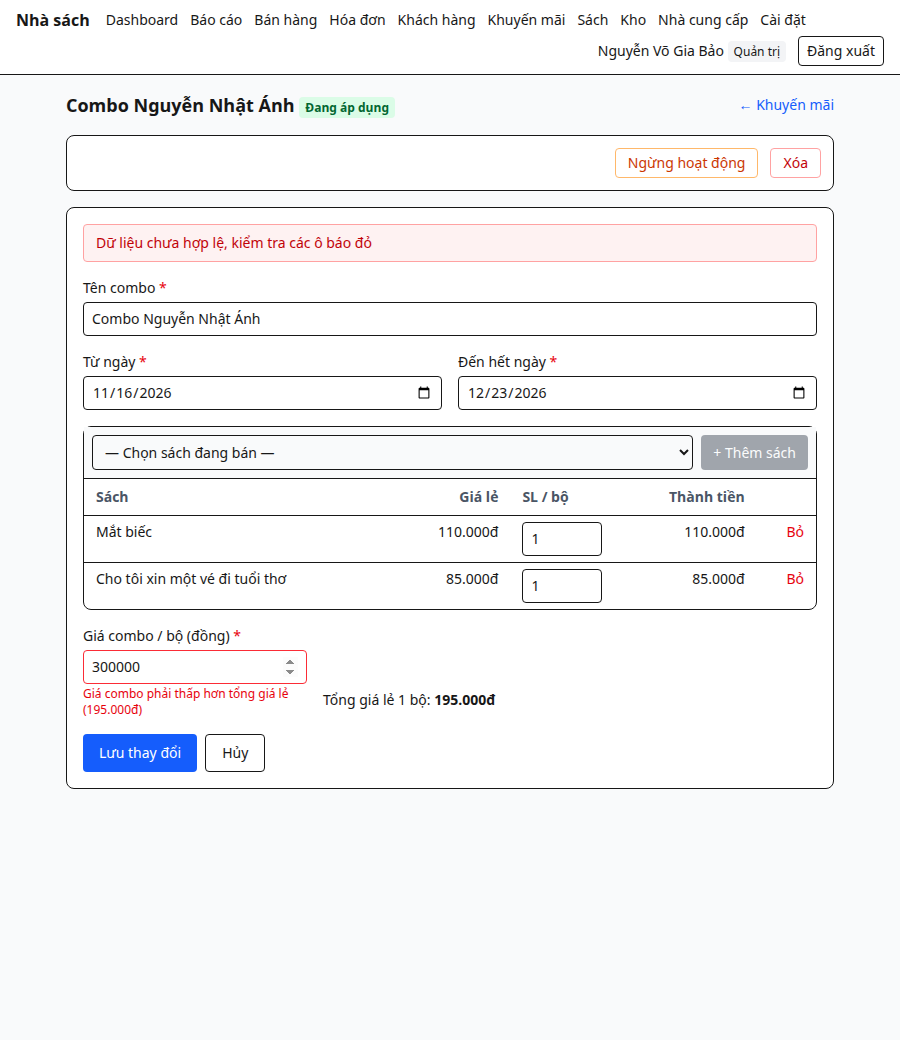 Nhà sách Dashboard Báo cáo Bán hàng Hóa đơn Khách hàng Khuyến mãi Sách Kho Nhà cung cấp Cài đặt
Nguyễn Võ Gia Bảo Quản trị Đăng xuất
Combo Nguyễn Nhật Ánh Đang áp dụng ← Khuyến mãi
Ngừng hoạt động Xóa
Dữ liệu chưa hợp lệ, kiểm tra các ô báo đỏ
Tên combo *
Combo Nguyễn Nhật Ánh
Từ ngày * Đến hết ngày *
11/16/2026 12/23/2026
— Chọn sách đang bán — + Thêm sách
Sách Giá lẻ SL / bộ Thành tiền
Mắt biếc 110.000đ 1 110.000đ Bỏ
Cho tôi xin một vé đi tuổi thơ 85.000đ 1 85.000đ Bỏ
Giá combo / bộ (đồng) *
300000
Giá combo phải thấp hơn tổng giá lẻ
(195.000đ)
Tổng giá lẻ 1 bộ: 195.000đ
Lưu thay đổi Hủy